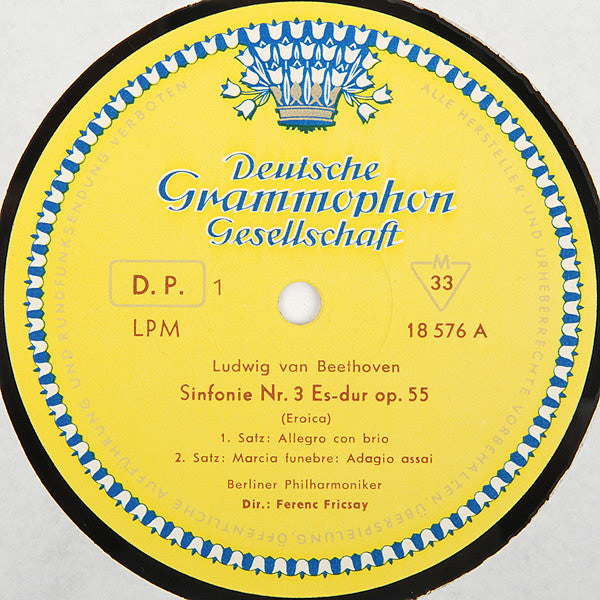 Deutsche
Grammophon
Gesellschaft
D. P. 1
M
33
LPM
18 576 A
Ludwig van Beethoven
Sinfonie Nr. 3 Es-dur op. 55
(Eroica)
1. Satz: Allegro con brio
2. Satz: Marcia funebre: Adagio assai
Berliner Philharmoniker
Dir.: Ferenc Fricsay
ALLE HERSTELLER- UND URHEBERRECHTE VORBEHALTEN. ÜBERSPIELUNG, ÖFFENTLICHE AUFFÜHRUNG UND RUNDFUNKSENDUNG VERBOTEN